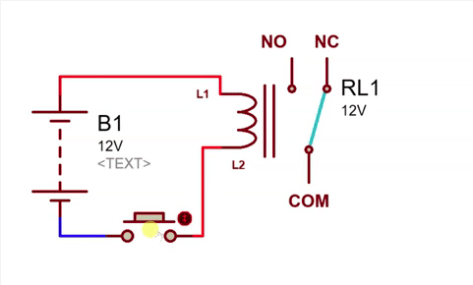 NO NC
L1
RL1
12V
B1
12V
<TEXT>
L2
COM